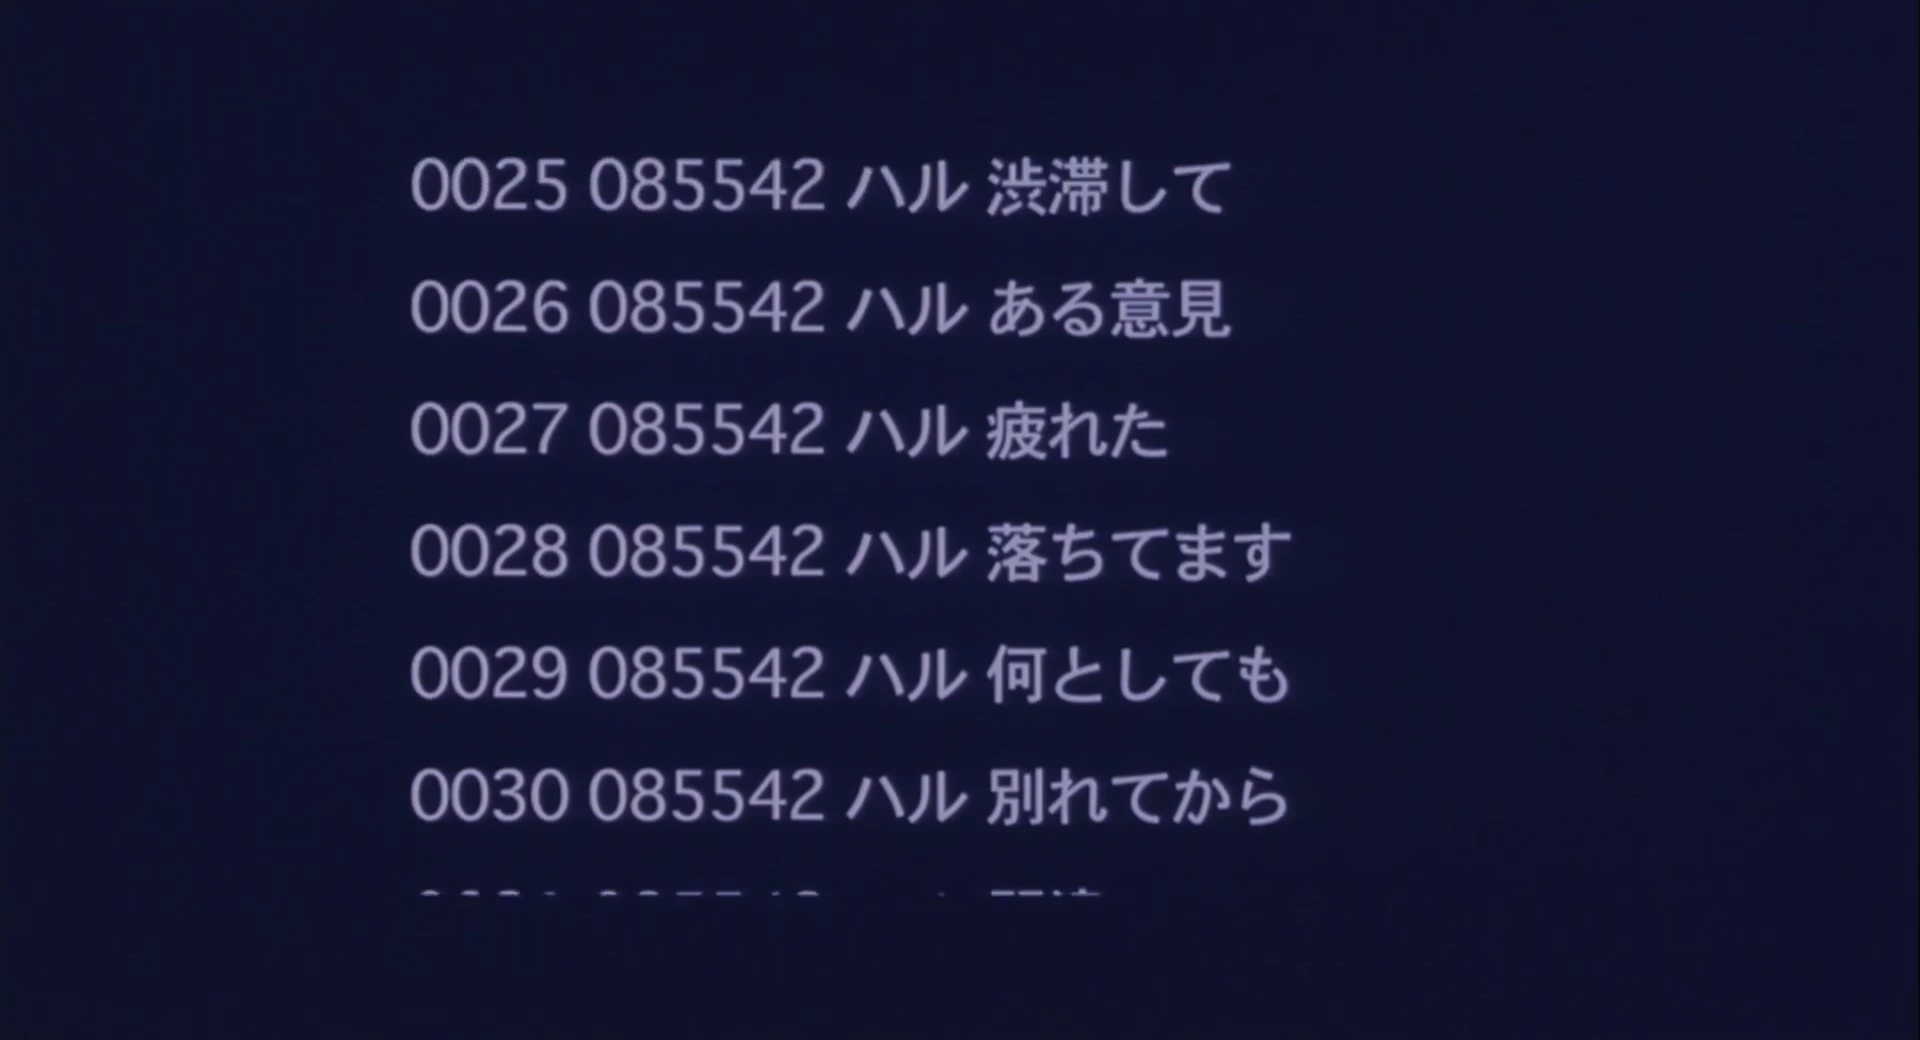 0025 085542 ハル 渋滞して
0026 085542 ハル ある意見
0027 085542 ハル 疲れた
0028 085542 ハル 落ちてます
0029 085542 ハル 何としても
0030 085542 ハル 別れてから